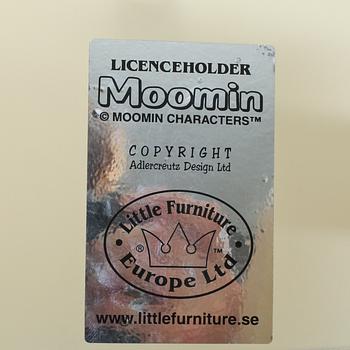 LICENCEHOLDER
Moomin
© MOOMIN CHARACTERS™
COPYRIGHT
Adlercreutz Design Ltd
Little Furniture
® ™
Europe Ltd
www.littlefurniture.se